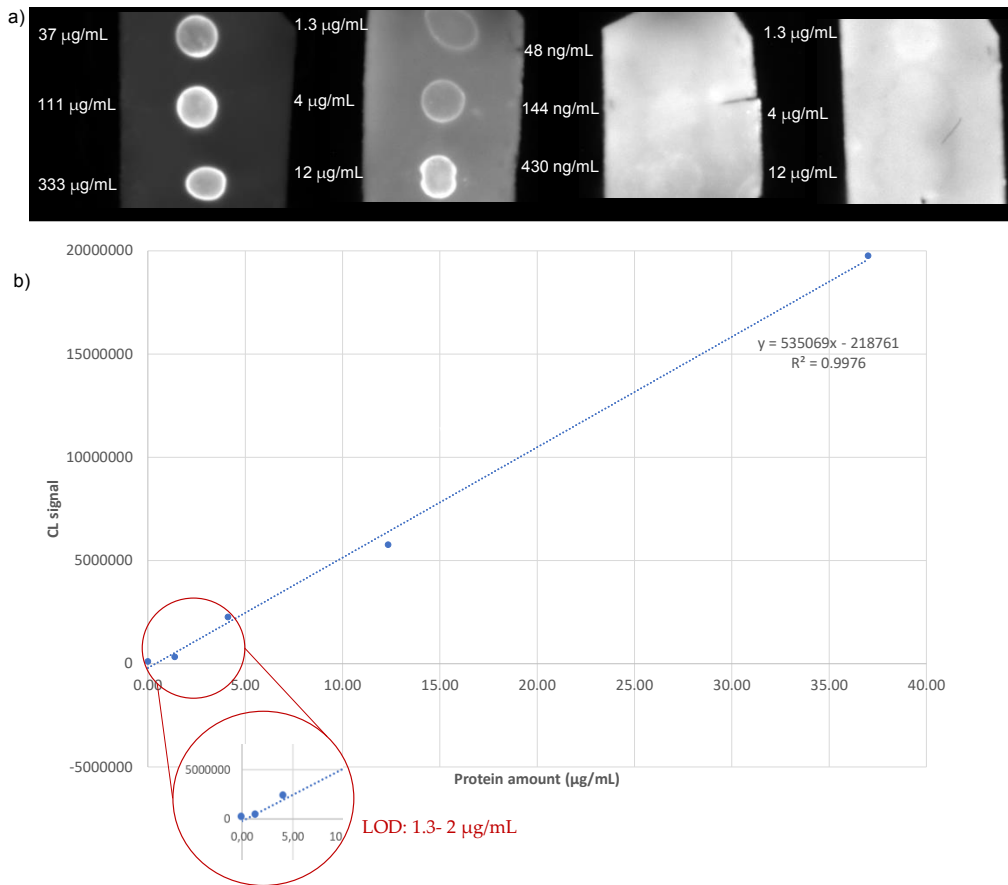 a)
37 µg/mL
111 µg/mL
333 µg/mL
1.3 µg/mL
4 µg/mL
12 µg/mL
48 ng/mL
144 ng/mL
430 ng/mL
1.3 µg/mL
4 µg/mL
12 µg/mL
b)
20000000
15000000
10000000
5000000
0
-5000000
CL signal
y = 535069x - 218761
R² = 0.9976
0.00
5.00
10.00
15.00
20.00
25.00
30.00
35.00
40.00
Protein amount (µg/mL)
5000000
0
0,00
5,00
10
LOD: 1.3- 2 µg/mL